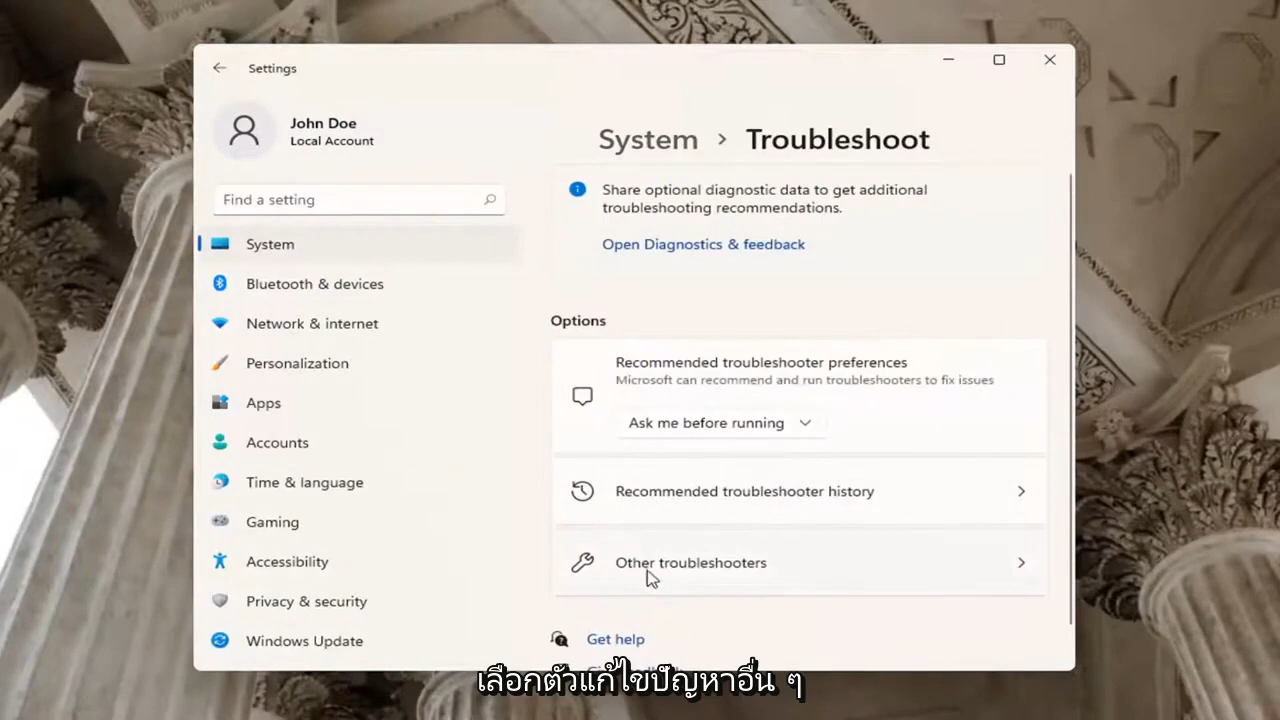 Settings
John Doe
Local Account
Find a setting
System
Bluetooth & devices
Network & internet
Personalization
Apps
Accounts
Time & language
Gaming
Accessibility
Privacy & security
Windows Update
System > Troubleshoot
Share optional diagnostic data to get additional
troubleshooting recommendations.
Open Diagnostics & feedback
Options
Recommended troubleshooter preferences
Microsoft can recommend and run troubleshooters to fix issues
Ask me before running
Recommended troubleshooter history
Other troubleshooters
Get help
เลือกตัวแก้ไขปัญหาอื่น ๆ